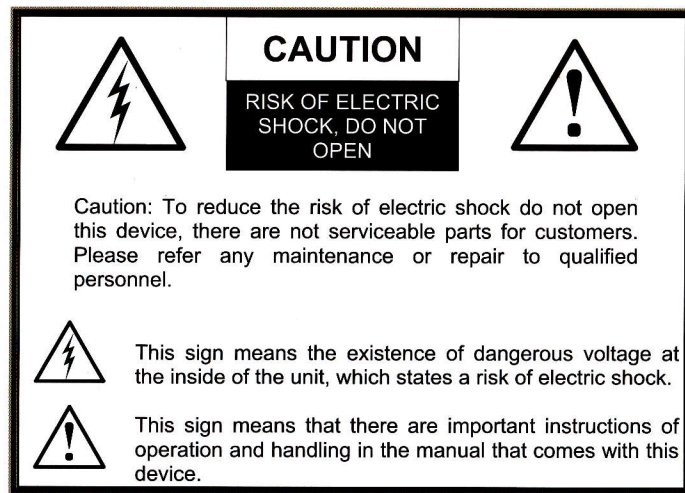 CAUTION
RISK OF ELECTRIC
SHOCK, DO NOT
OPEN
Caution: To reduce the risk of electric shock do not open
this device, there are not serviceable parts for customers.
Please refer any maintenance or repair to qualified
personnel.
This sign means the existence of dangerous voltage at
the inside of the unit, which states a risk of electric shock.
This sign means that there are important instructions of
operation and handling in the manual that comes with this
device.